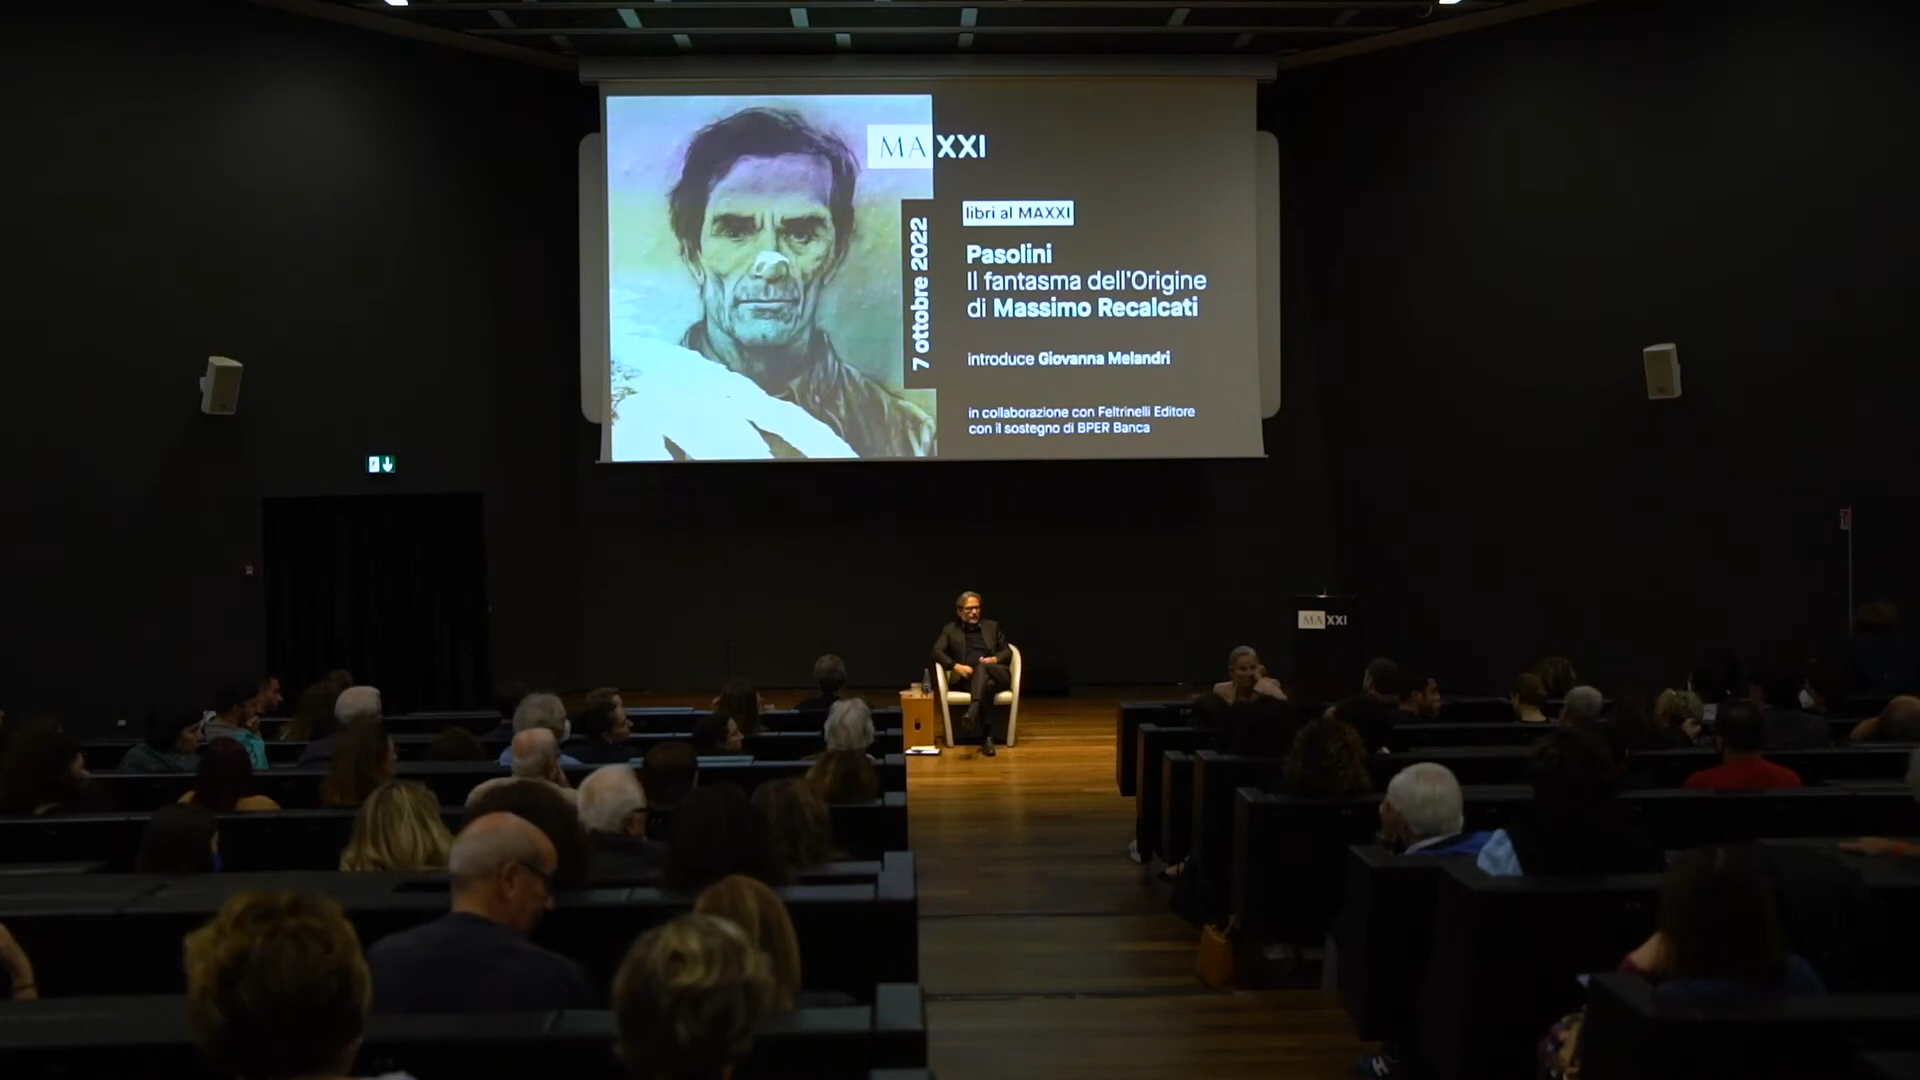 MAXXI
libri al MAXXI
7 ottobre 2022
Pasolini
Il fantasma dell'Origine
di Massimo Recalcati
introduce Giovanna Melandri
in collaborazione con Feltrinelli Editore
con il sostegno di BPER Banca
MAXXI